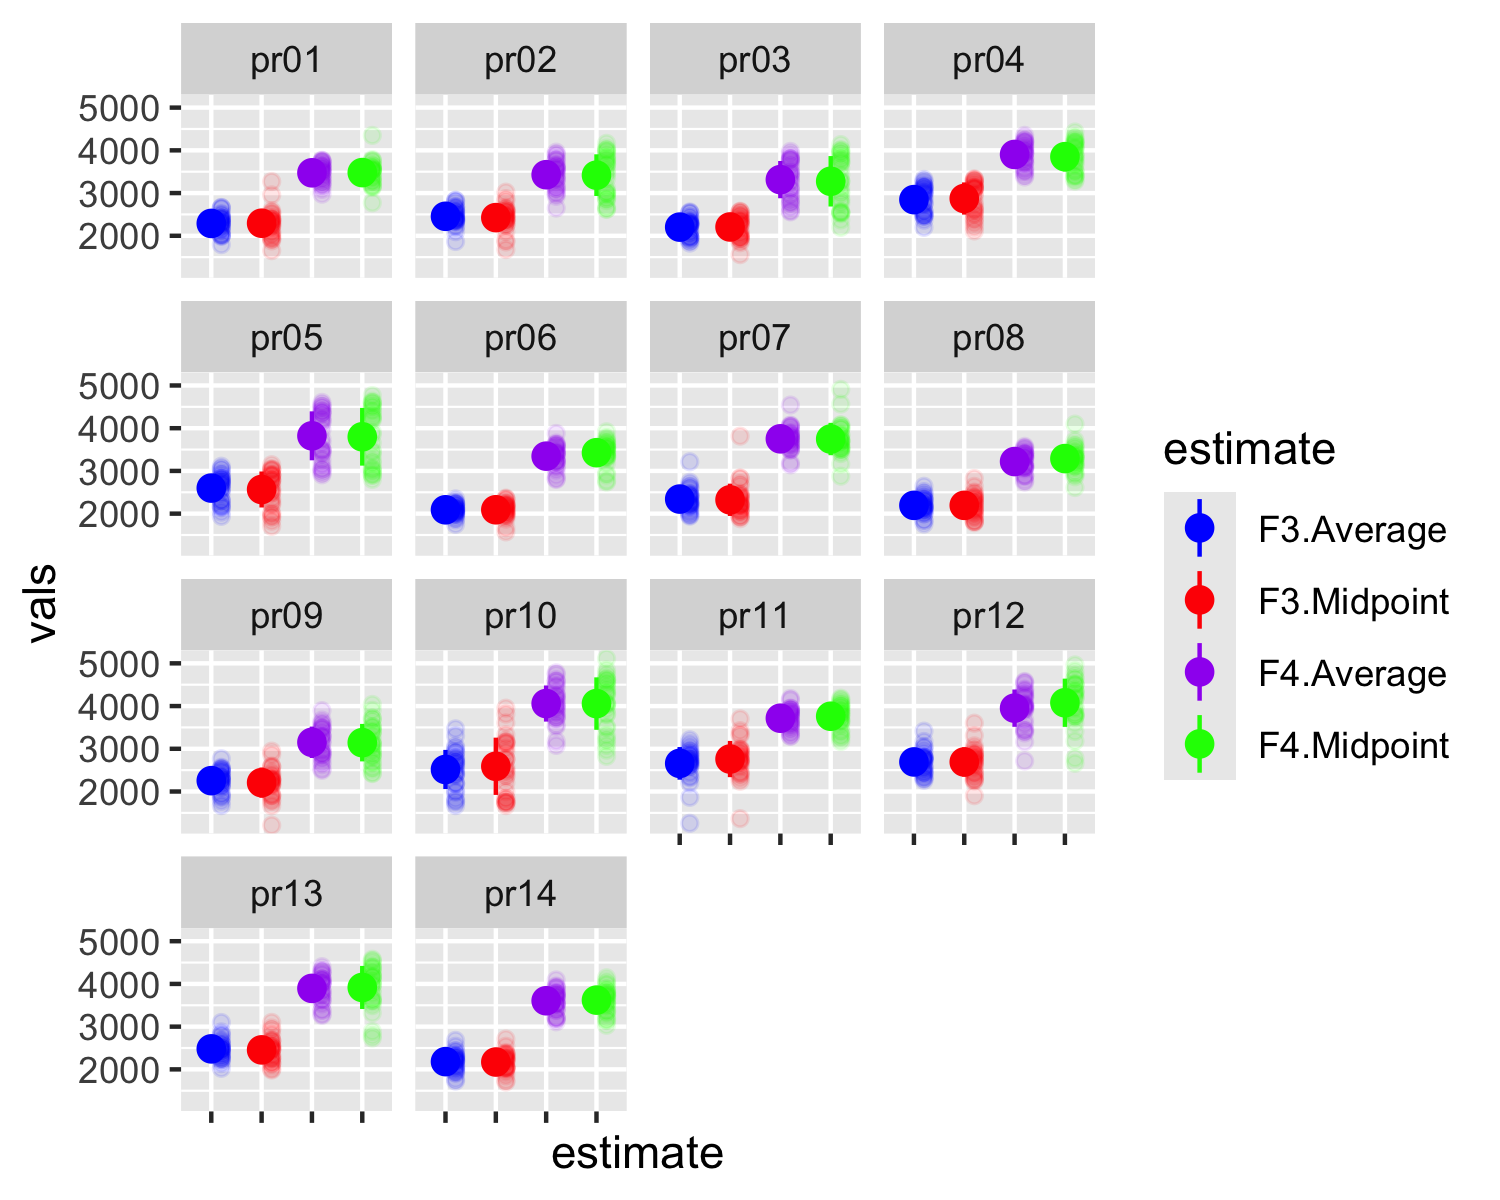 pr01 pr02 pr03 pr04
5000
4000
3000
2000
pr05 pr06 pr07 pr08
5000
4000
3000
2000
pr09 pr10 pr11 pr12
5000
4000
3000
2000
pr13 pr14
5000
4000
3000
2000
vals
estimate
estimate
F3.Average
F3.Midpoint
F4.Average
F4.Midpoint